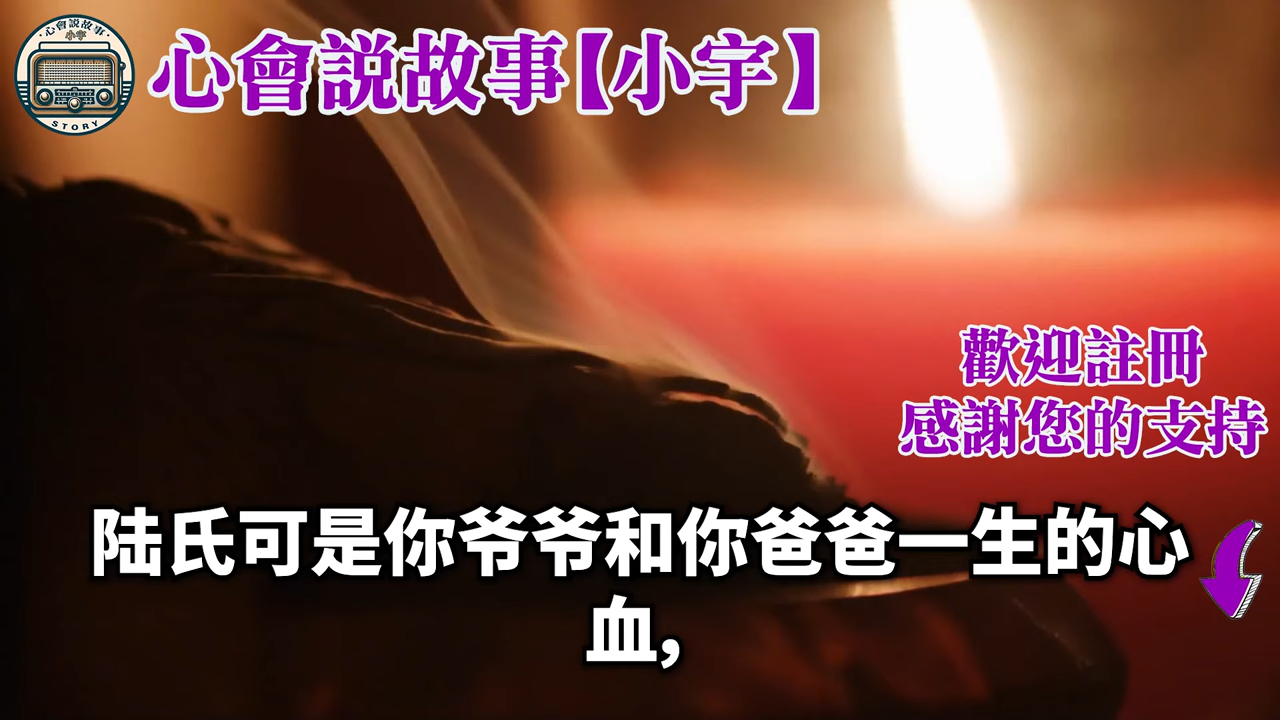 心會説故事
小宇
STORY
心會説故事【小宇】
歡迎註冊
感謝您的支持
陆氏可是你爷爷和你爸爸一生的心
血,